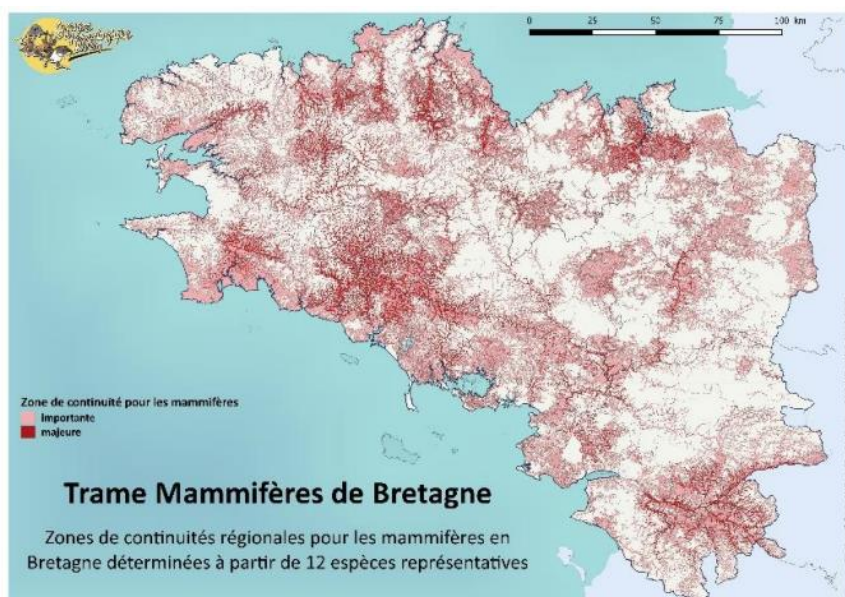 0 25 50 75 100 km
Zone de continuité pour les mammifères
importante
majeure
Trame Mammifères de Bretagne
Zones de continuités régionales pour les mammifères en
Bretagne déterminées à partir de 12 espèces représentatives